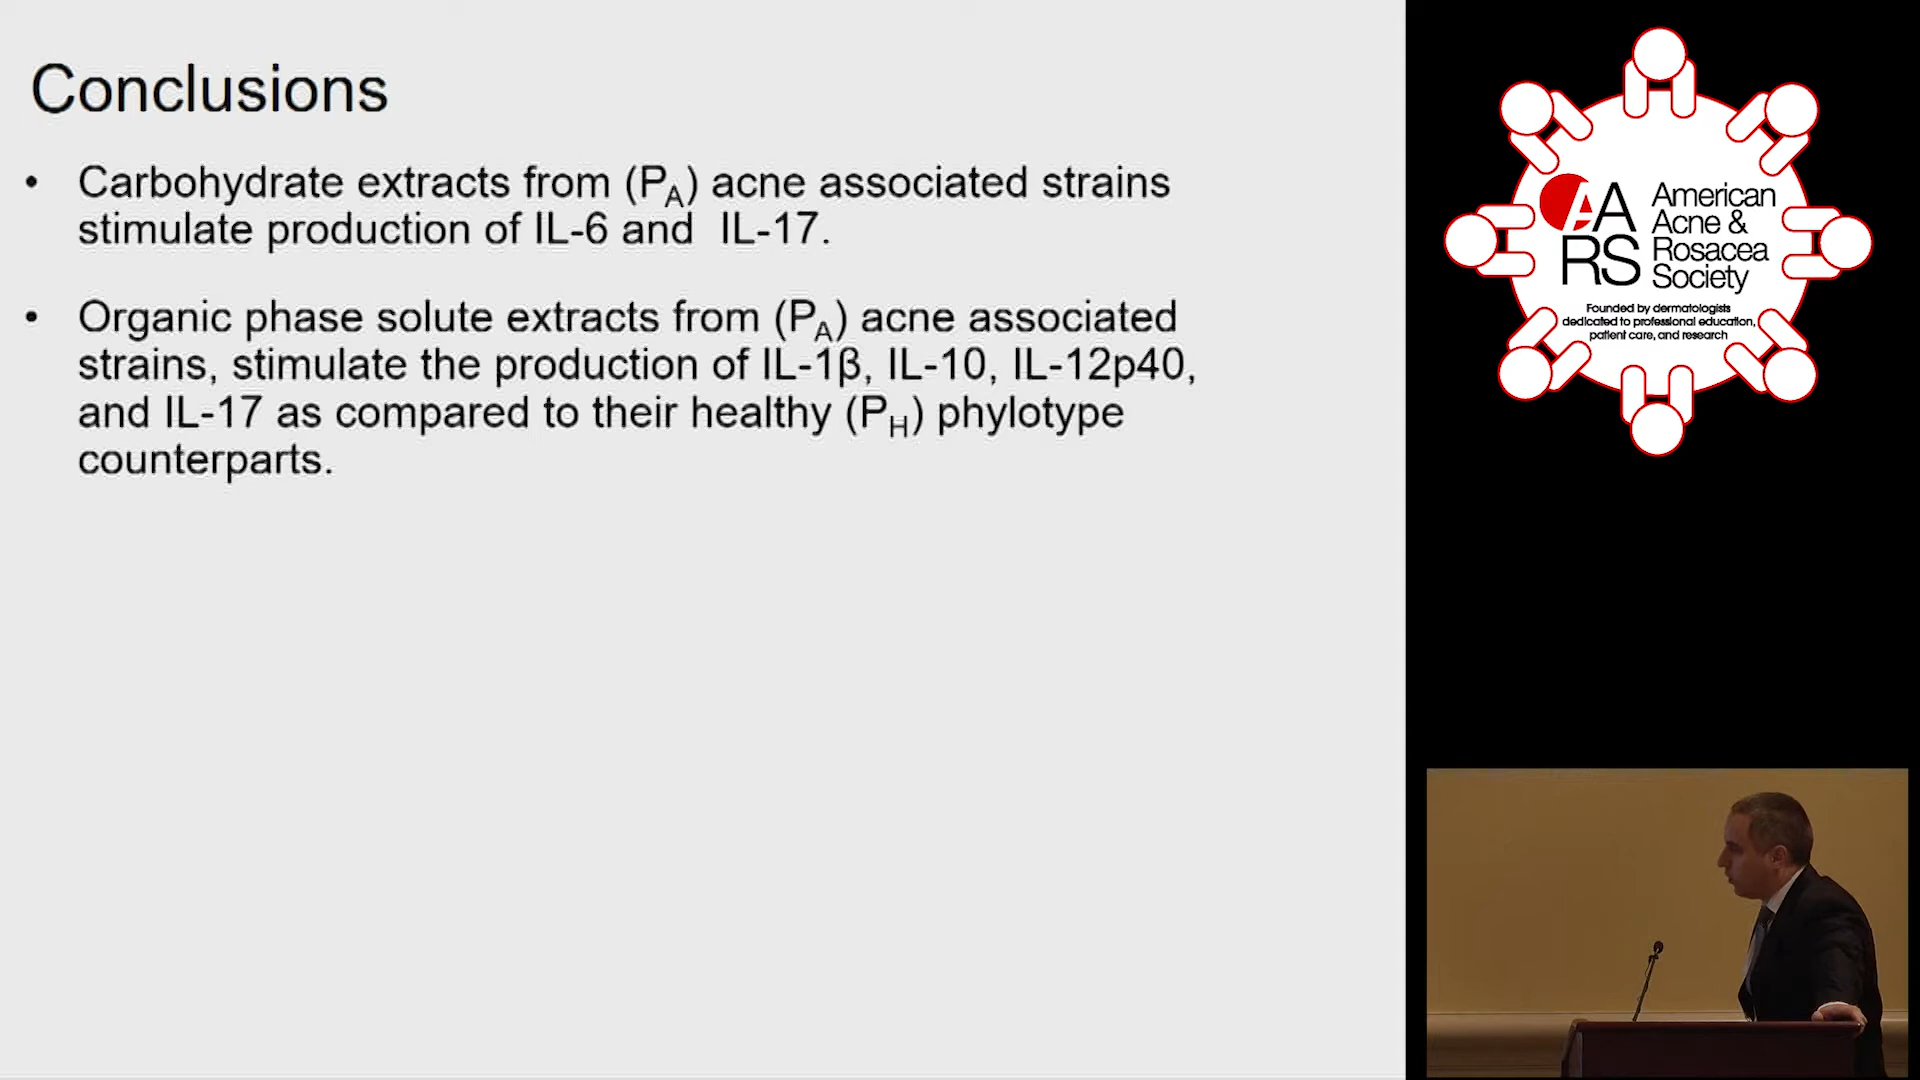 Conclusions
• Carbohydrate extracts from (PA) acne associated strains
stimulate production of IL-6 and IL-17.
• Organic phase solute extracts from (PA) acne associated
strains, stimulate the production of IL-1β, IL-10, IL-12p40,
and IL-17 as compared to their healthy (PH) phylotype
counterparts.
AARS
American
Acne &
Rosacea
Society
Founded by dermatologists
dedicated to professional education,
patient care, and research